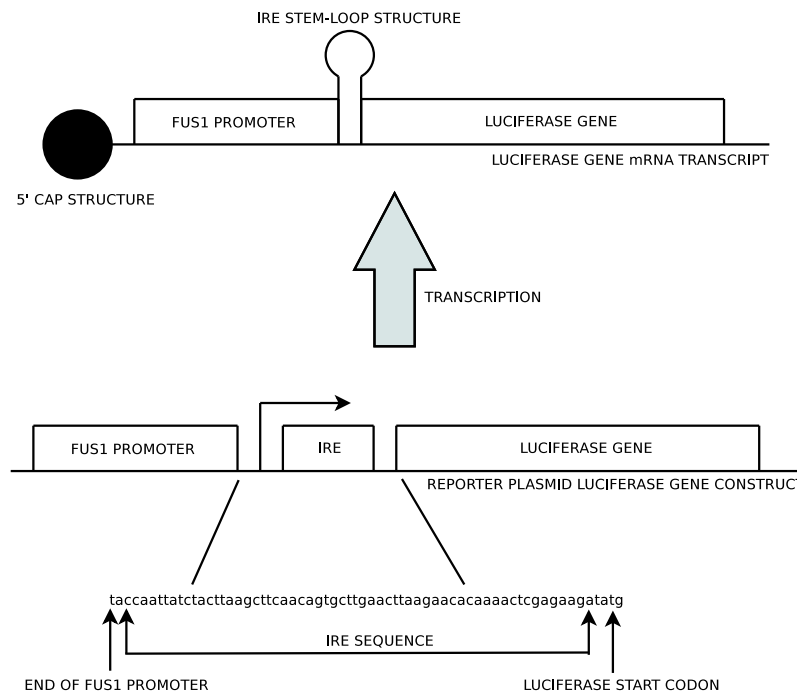 IRE STEM-LOOP STRUCTURE
FUS1 PROMOTER
LUCIFERASE GENE
LUCIFERASE GENE mRNA TRANSCRIPT
5' CAP STRUCTURE
TRANSCRIPTION
FUS1 PROMOTER
IRE
LUCIFERASE GENE
REPORTER PLASMID LUCIFERASE GENE CONSTRUCT
taccaattatctacttaagcttcaacagtgcttgaacttaagaacacaaaactcgagaagatatg
IRE SEQUENCE
END OF FUS1 PROMOTER
LUCIFERASE START CODON